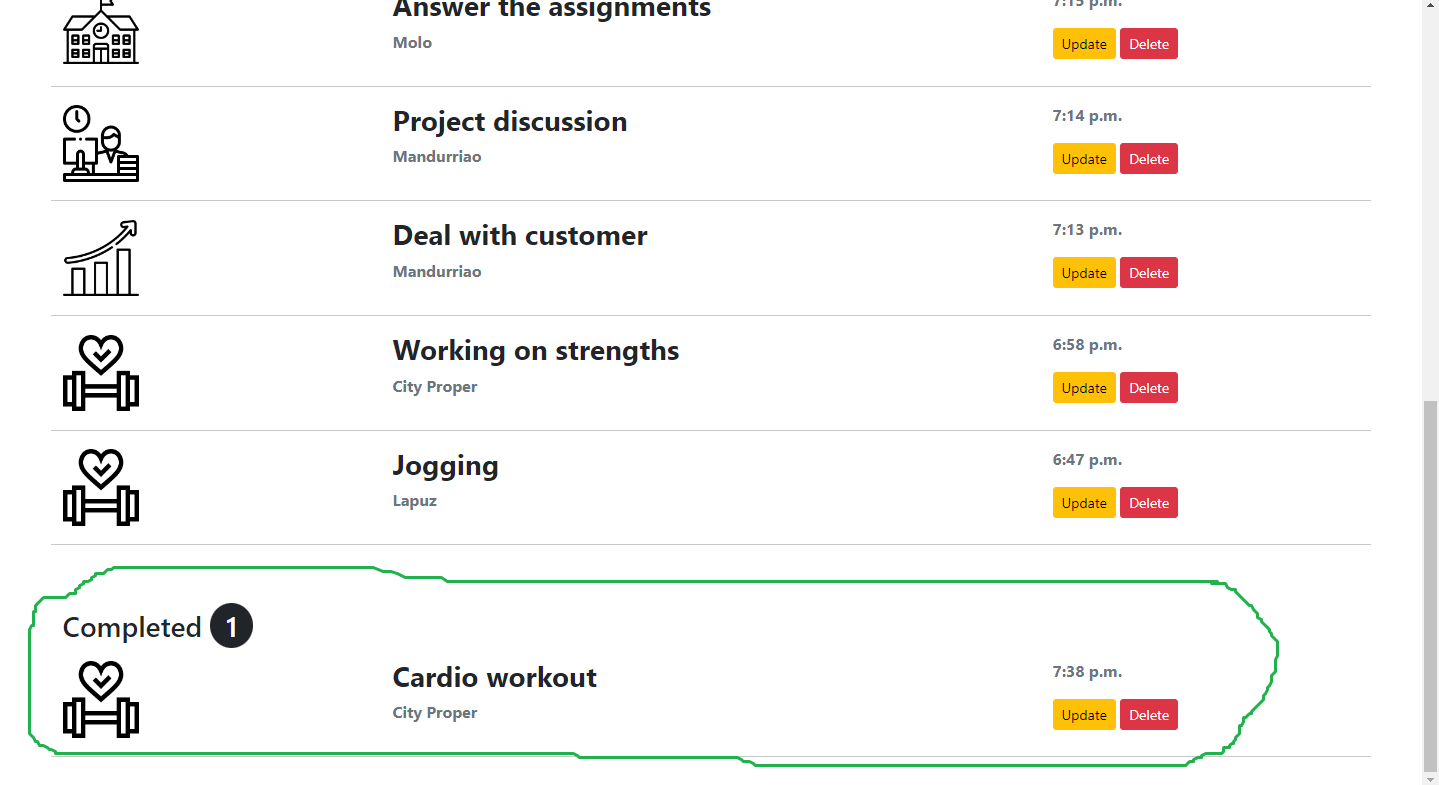 Answer the assignments
7:15 p.m.
Molo
Update Delete
Project discussion
7:14 p.m.
Mandurriao
Update Delete
Deal with customer
7:13 p.m.
Mandurriao
Update Delete
Working on strengths
6:58 p.m.
City Proper
Update Delete
Jogging
6:47 p.m.
Lapuz
Update Delete
Completed 1
Cardio workout
7:38 p.m.
City Proper
Update Delete